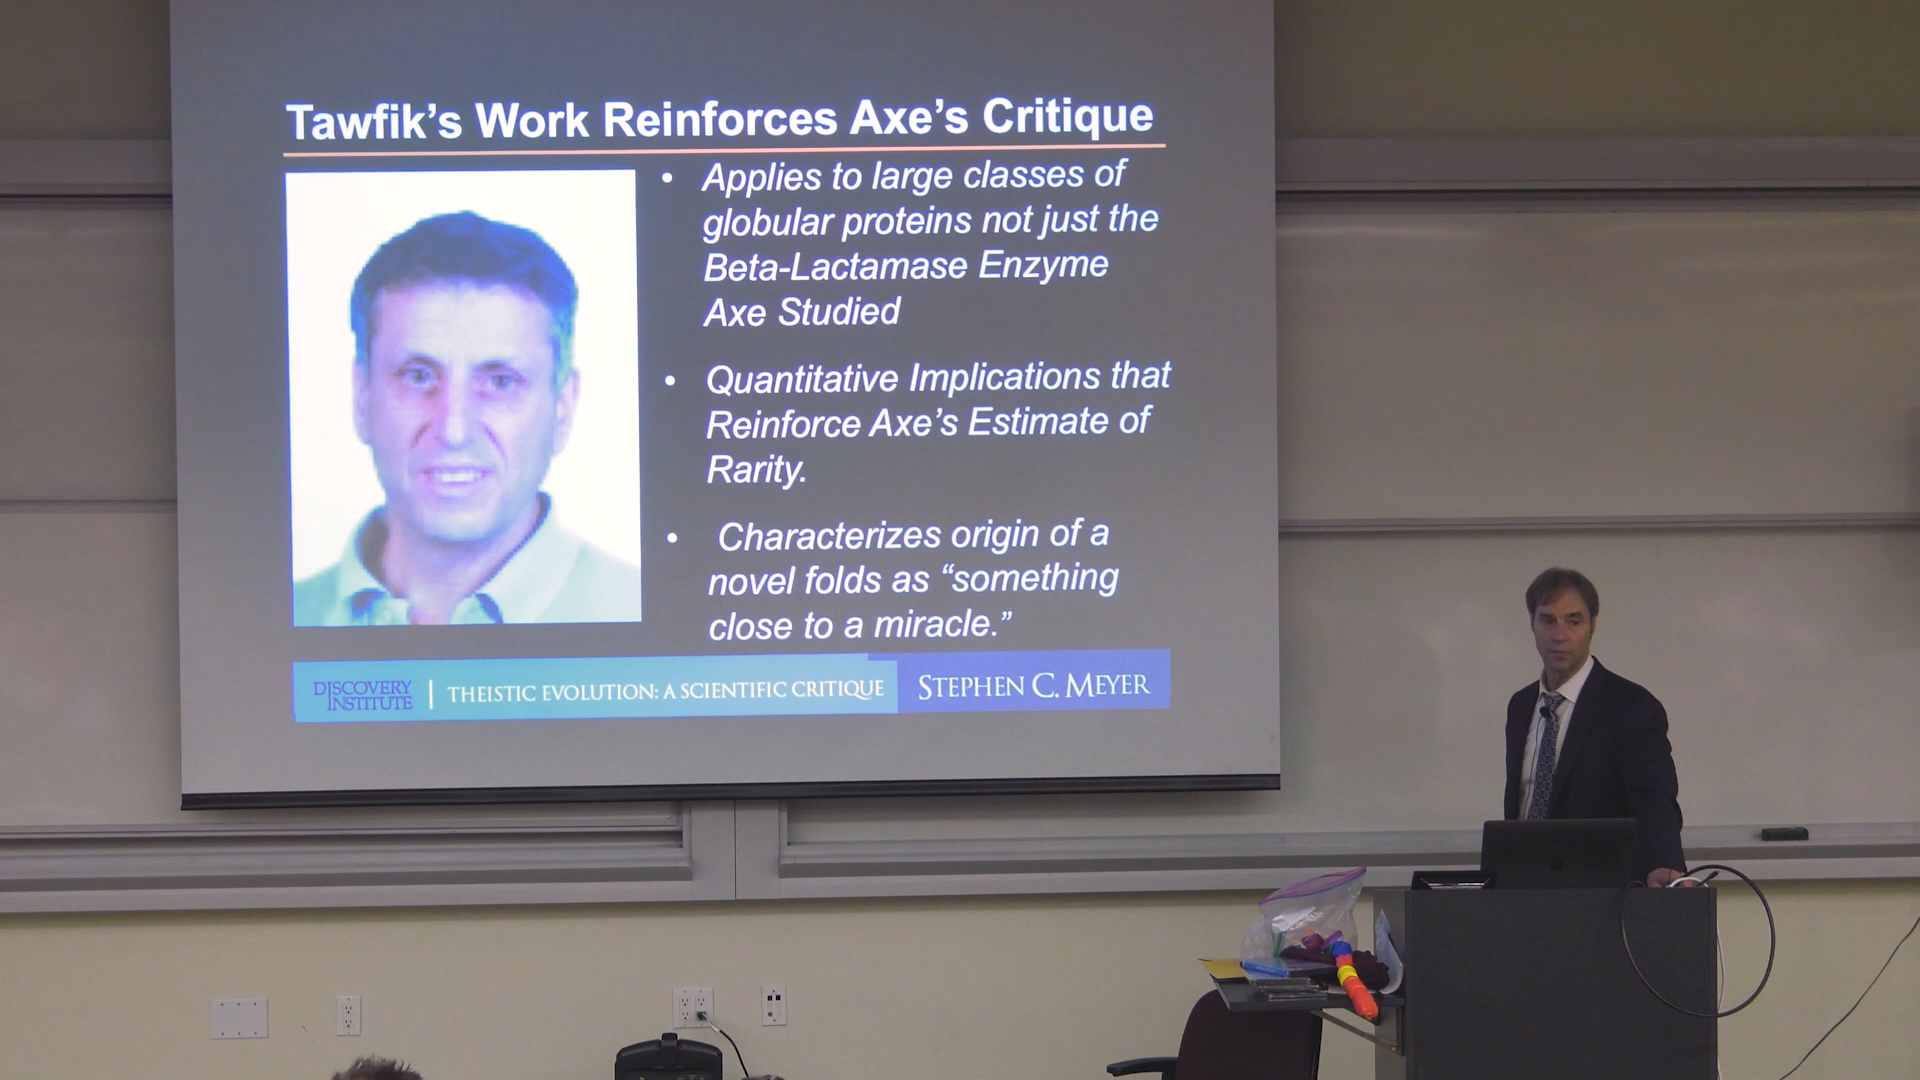 Tawfik’s Work Reinforces Axe’s Critique
• Applies to large classes of
globular proteins not just the
Beta-Lactamase Enzyme
Axe Studied
• Quantitative Implications that
Reinforce Axe’s Estimate of
Rarity.
• Characterizes origin of a
novel folds as “something
close to a miracle.”
DISCOVERY
INSTITUTE
THEISTIC EVOLUTION: A SCIENTIFIC CRITIQUE
STEPHEN C. MEYER